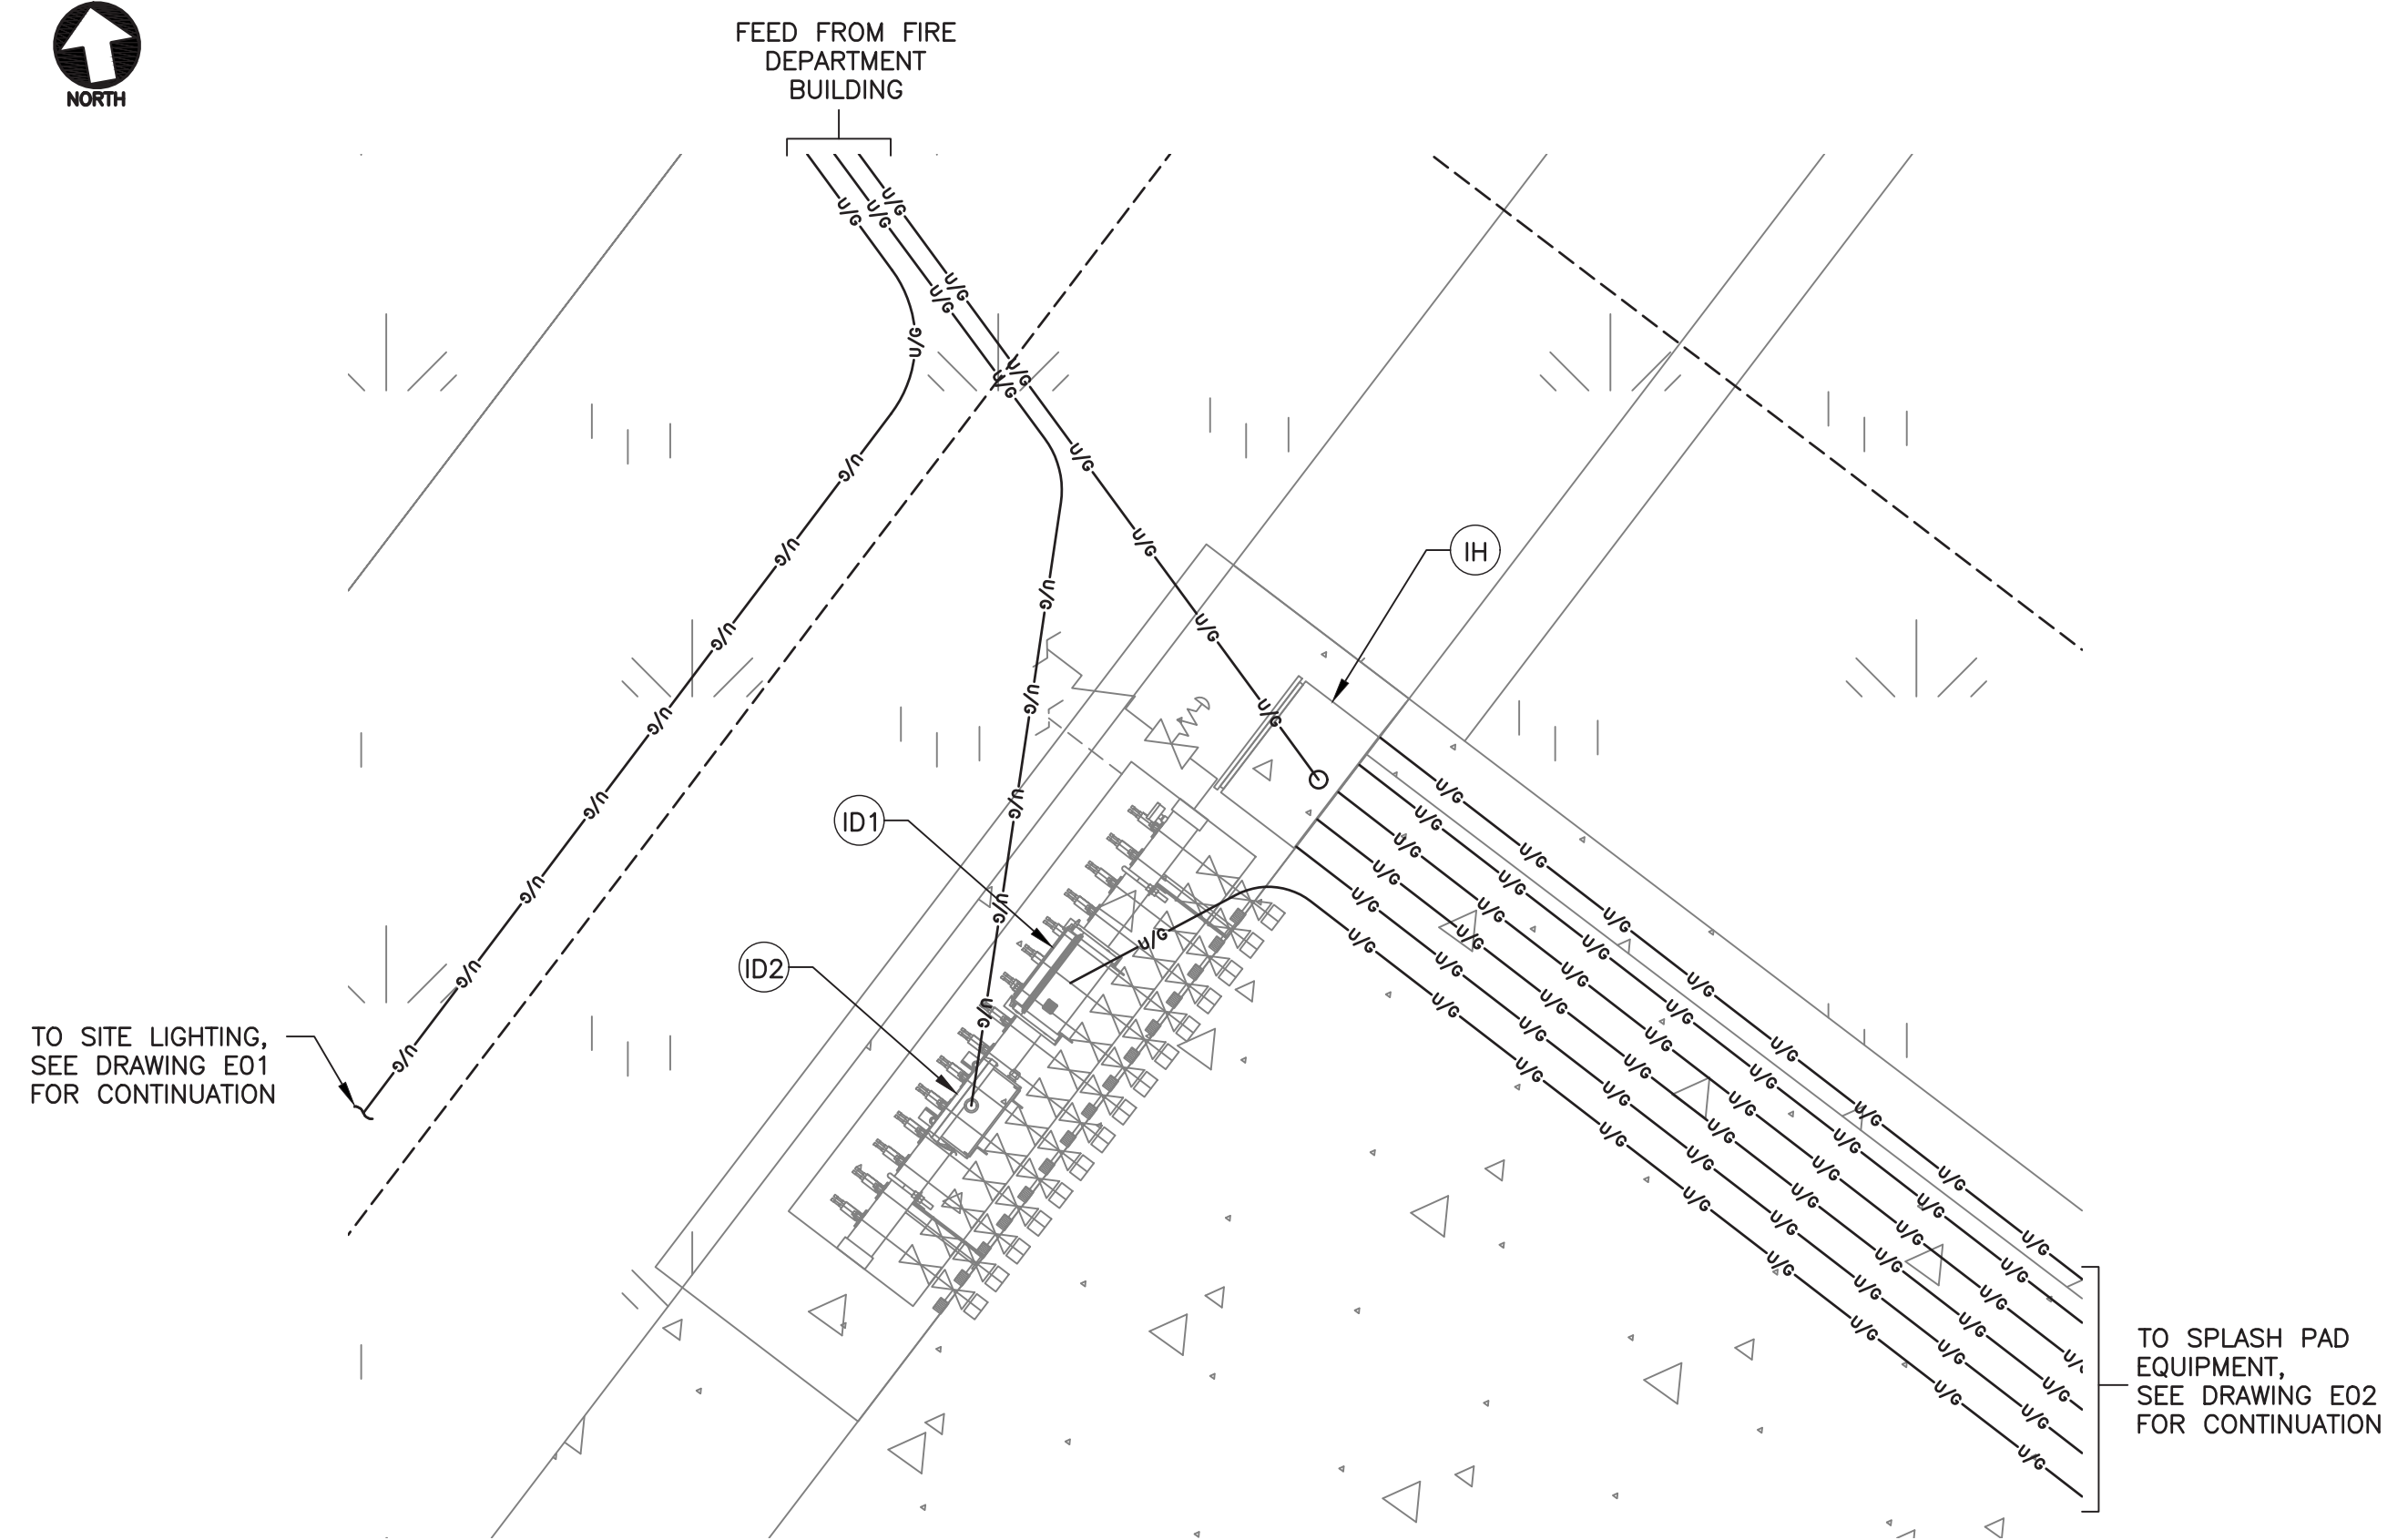 NORTH
FEED FROM FIRE
DEPARTMENT
BUILDING
U/G U/G U/G U/G U/G U/G U/G U/G U/G U/G
U/G U/G U/G U/G U/G U/G U/G U/G
U/G U/G U/G U/G U/G U/G U/G
IH
ID1
ID2
U/G U/G U/G U/G U/G U/G U/G U/G
U/G U/G U/G U/G U/G U/G U/G U/G
U/G U/G U/G U/G U/G U/G U/G U/G
U/G U/G U/G U/G U/G U/G U/G U/G U/G
U/G U/G U/G U/G U/G U/G U/G U/G U/G
U/G U/G U/G U/G U/G U/G U/G U/G U/G U/G
TO SITE LIGHTING,
SEE DRAWING E01
FOR CONTINUATION
TO SPLASH PAD
EQUIPMENT,
SEE DRAWING E02
FOR CONTINUATION